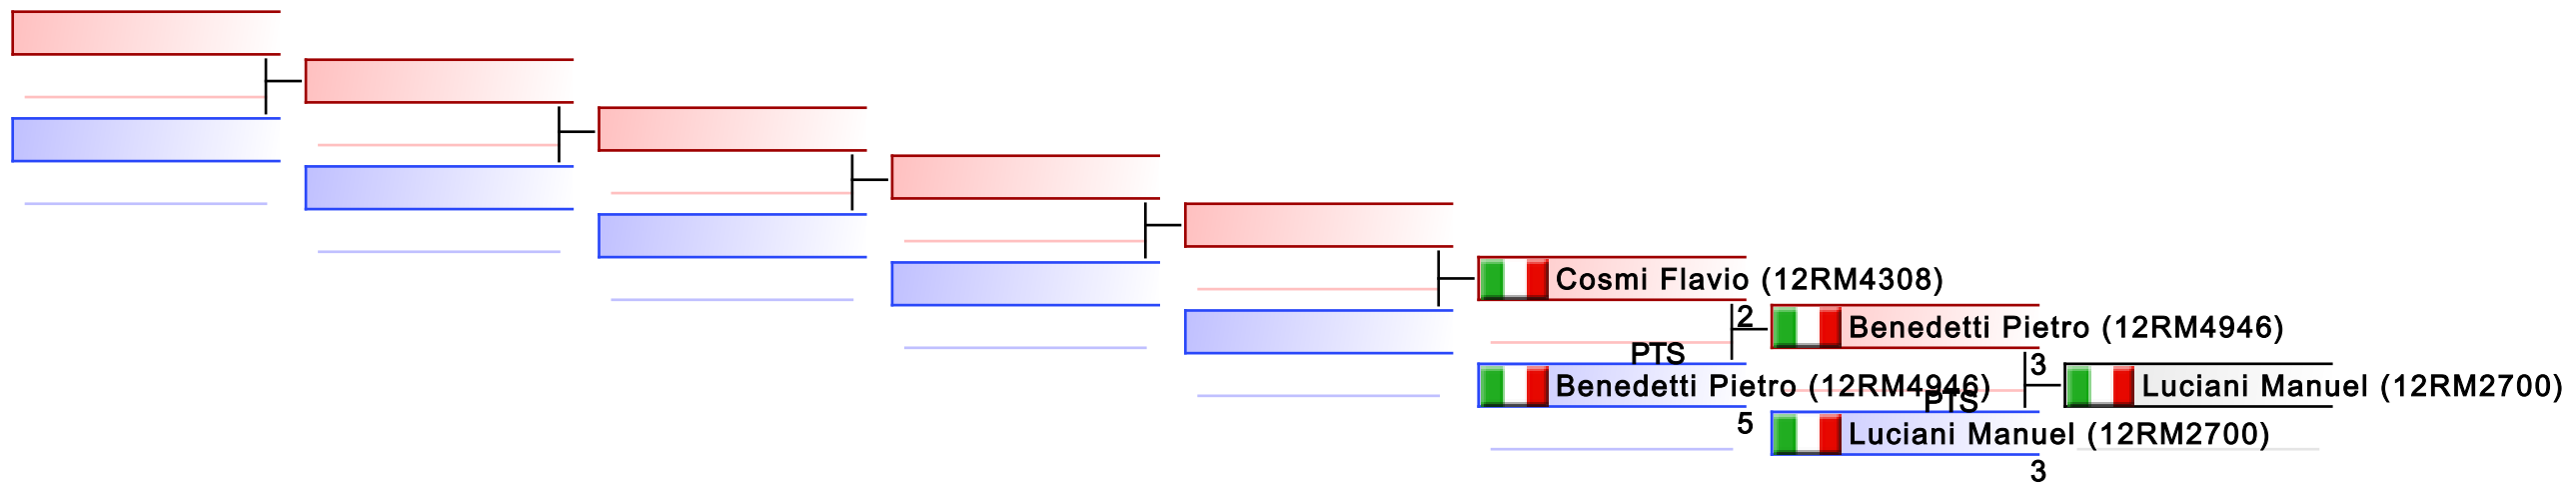 Cosmi Flavio (12RM4308)
2
PTS
Benedetti Pietro (12RM4946)
5
Benedetti Pietro (12RM4946)
3
PTS
Luciani Manuel (12RM2700)
3
Luciani Manuel (12RM2700)